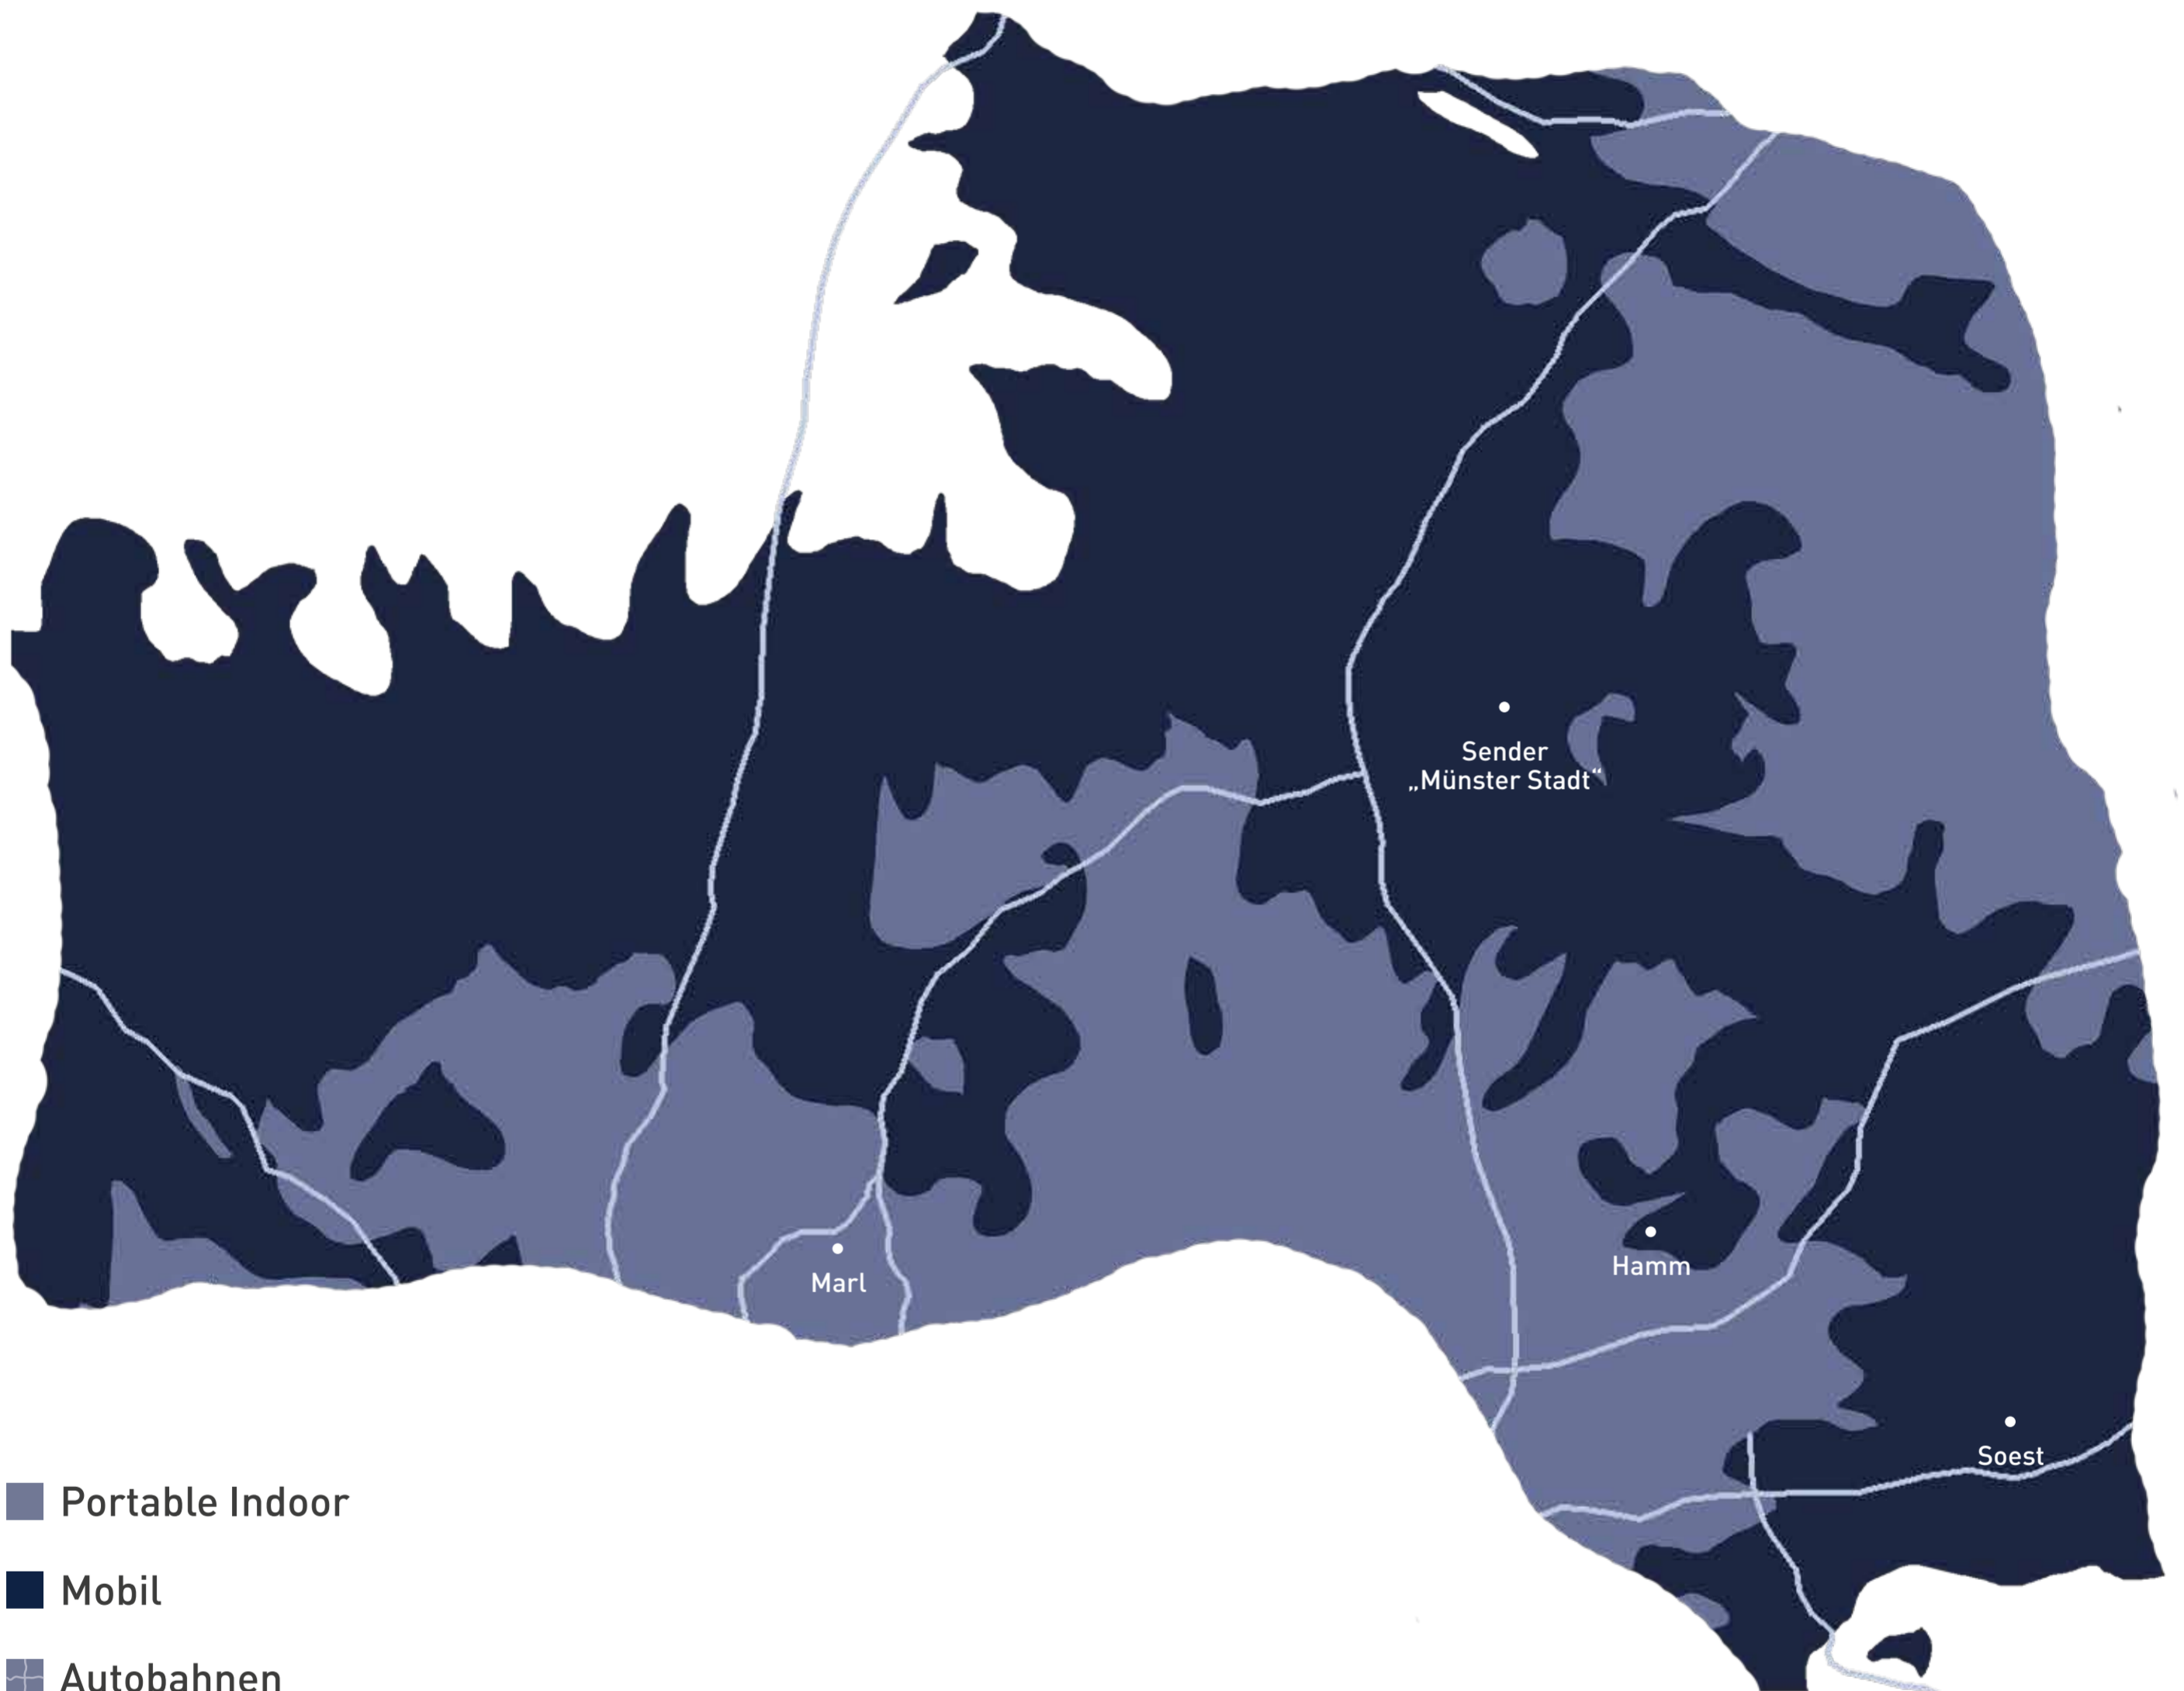 Sender
„Münster Stadt“
Marl
Hamm
Soest
Portable Indoor
Mobil
Autobahnen